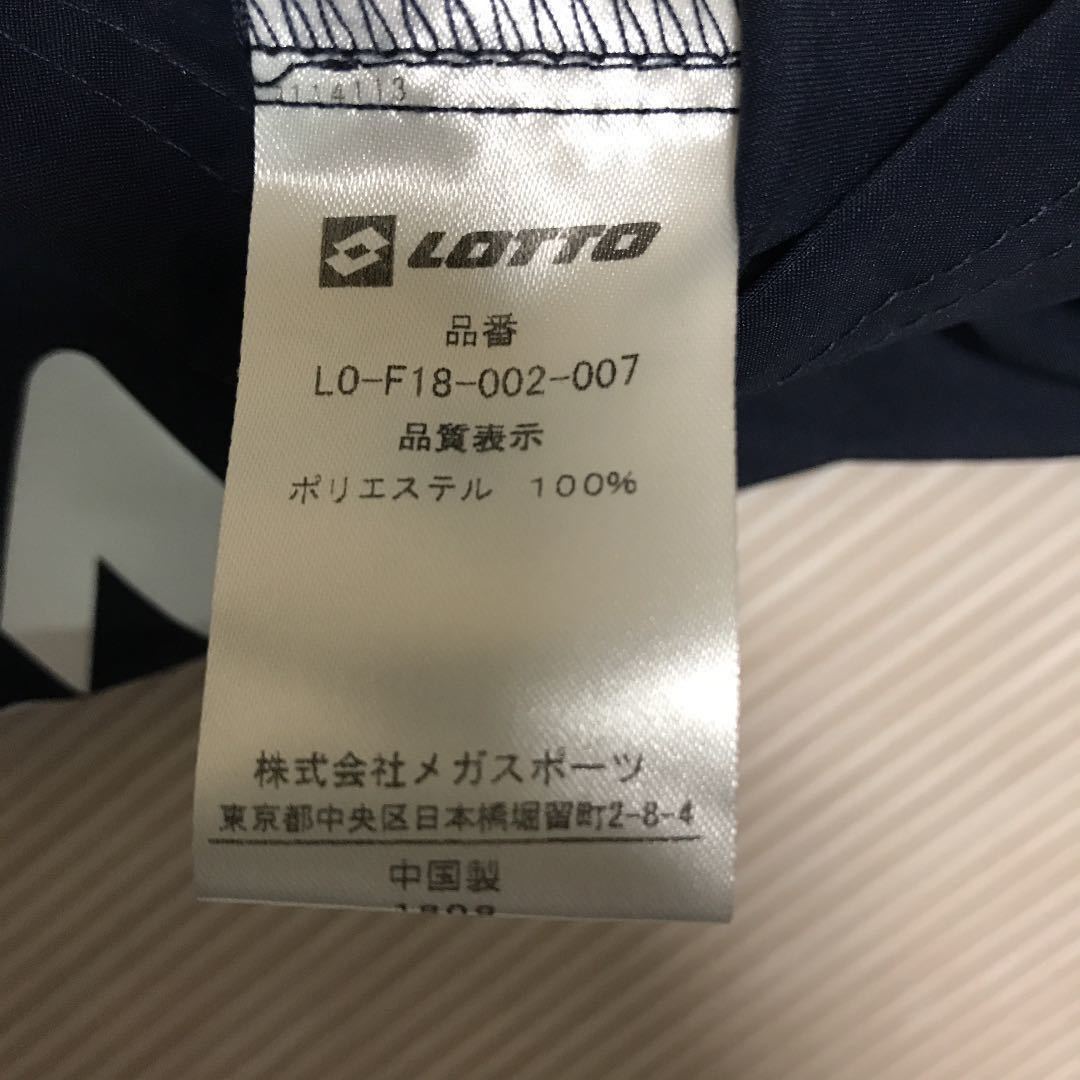 LOTTO
品番
LO-F18-002-007
品質表示
ポリエステル 100%
株式会社メガスポーツ
東京都中央区日本橋堀留町2-8-4
中国製